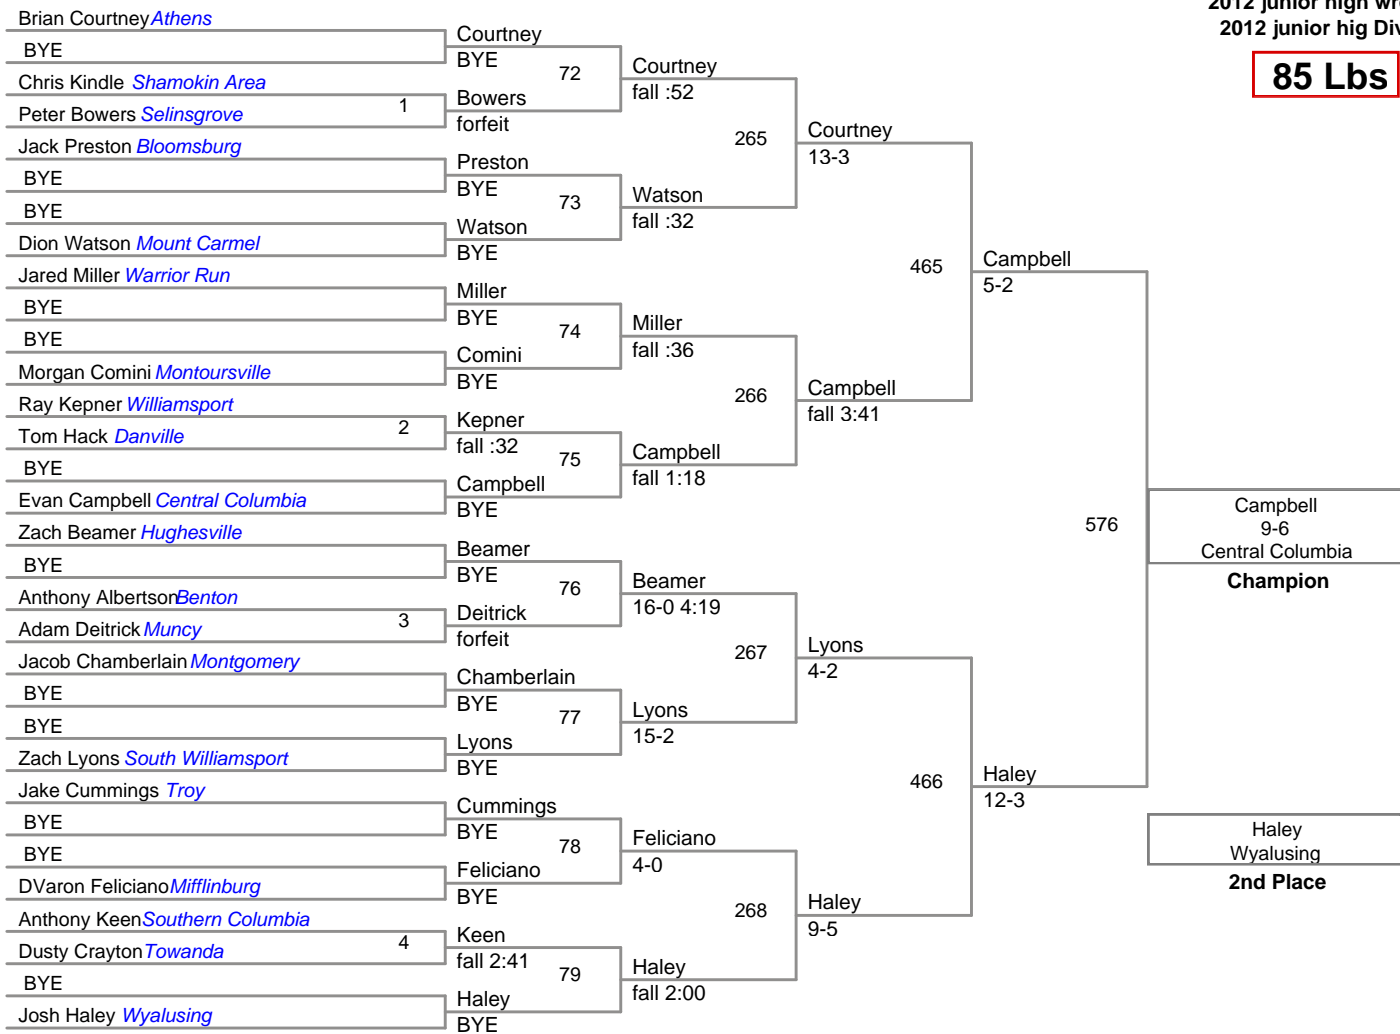 2012 junior high wr
2012 junior hig Div
85 Lbs
Brian Courtney Athens
BYE
Chris Kindle Shamokin Area
1
Peter Bowers Selinsgrove
Jack Preston Bloomsburg
BYE
BYE
Dion Watson Mount Carmel
Jared Miller Warrior Run
BYE
BYE
Morgan Comini Montoursville
Ray Kepner Williamsport
2
Tom Hack Danville
BYE
Evan Campbell Central Columbia
Zach Beamer Hughesville
BYE
Anthony Albertson Benton
3
Adam Deitrick Muncy
Jacob Chamberlain Montgomery
BYE
BYE
Zach Lyons South Williamsport
Jake Cummings Troy
BYE
BYE
DVaron Feliciano Mifflinburg
Anthony Keen Southern Columbia
4
Dusty Crayton Towanda
BYE
Josh Haley Wyalusing
Courtney
BYE
72
Bowers
forfeit
Preston
BYE
73
Watson
BYE
Miller
BYE
74
Comini
BYE
Kepner
fall :32
75
Campbell
BYE
Beamer
BYE
76
Deitrick
forfeit
Chamberlain
BYE
77
Lyons
BYE
Cummings
BYE
78
Feliciano
BYE
Keen
fall 2:41
79
Haley
BYE
Courtney
fall :52
265
Watson
fall :32
Miller
fall :36
266
Campbell
fall 1:18
Beamer
16-0 4:19
267
Lyons
15-2
Feliciano
4-0
268
Haley
fall 2:00
Courtney
13-3
465
Campbell
fall 3:41
Lyons
4-2
466
Haley
9-5
Campbell
5-2
576
Haley
12-3
Campbell
9-6
Central Columbia
Champion
Haley
Wyalusing
2nd Place